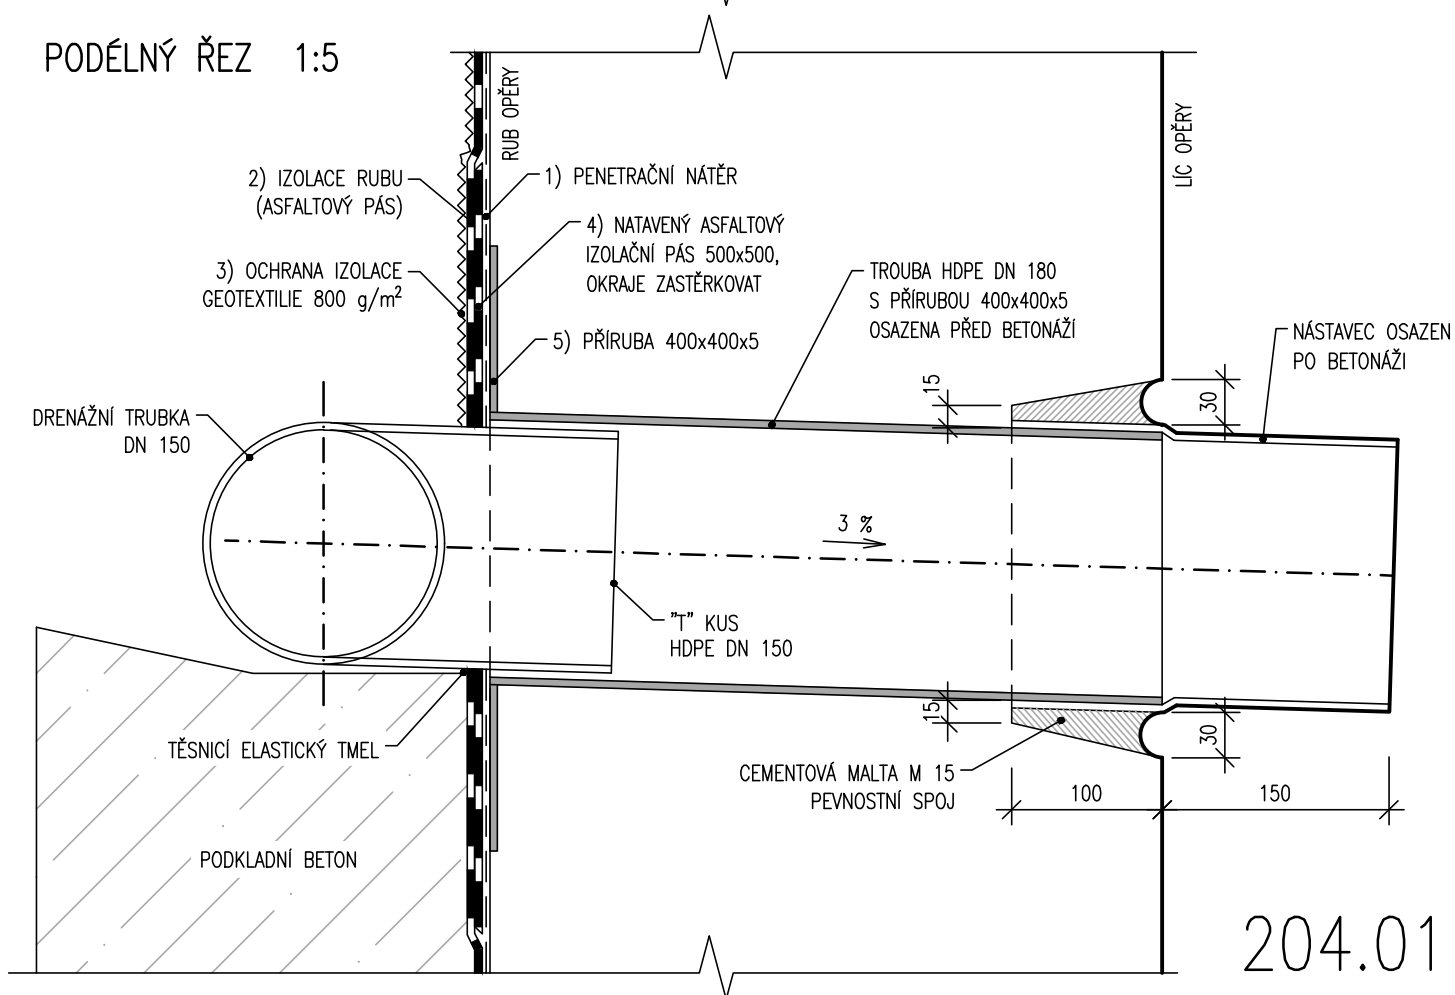 PODÉLNÝ ŘEZ 1:5
RUB OPĚRY
LÍC OPĚRY
2) IZOLACE RUBU
(ASFALTOVÝ PÁS)
1) PENETRAČNÍ NÁTĚR
4) NATAVENÝ ASFALTOVÝ
IZOLAČNÍ PÁS 500x500,
OKRAJE ZASTĚRKOVAT
3) OCHRANA IZOLACE
GEOTEXTILIE 800 g/m²
5) PŘÍRUBA 400x400x5
TROUBA HDPE DN 180
S PŘÍRUBOU 400x400x5
OSAZENA PŘED BETONÁŽÍ
NÁSTAVEC OSAZEN
PO BETONÁŽI
15
30
DRENÁŽNÍ TRUBKA
DN 150
3 %
"T" KUS
HDPE DN 150
15
30
TĚSNICÍ ELASTICKÝ TMEL
CEMENTOVÁ MALTA M 15
PEVNOSTNÍ SPOJ
100
150
PODKLADNÍ BETON
204.01